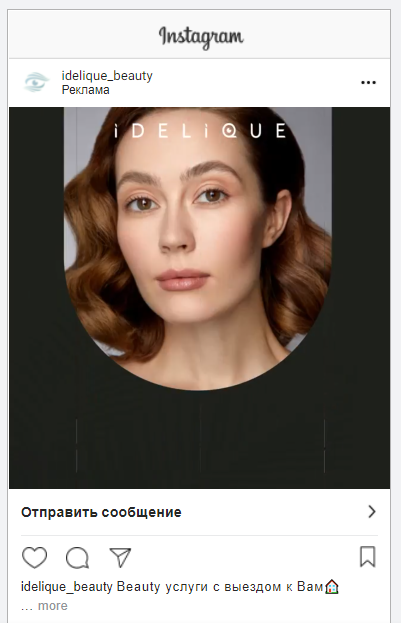 Instagram
idelique_beauty
Реклама
iDELiQUE
Отправить сообщение
idelique_beauty Beauty услуги с выездом к Вам🏠
... more